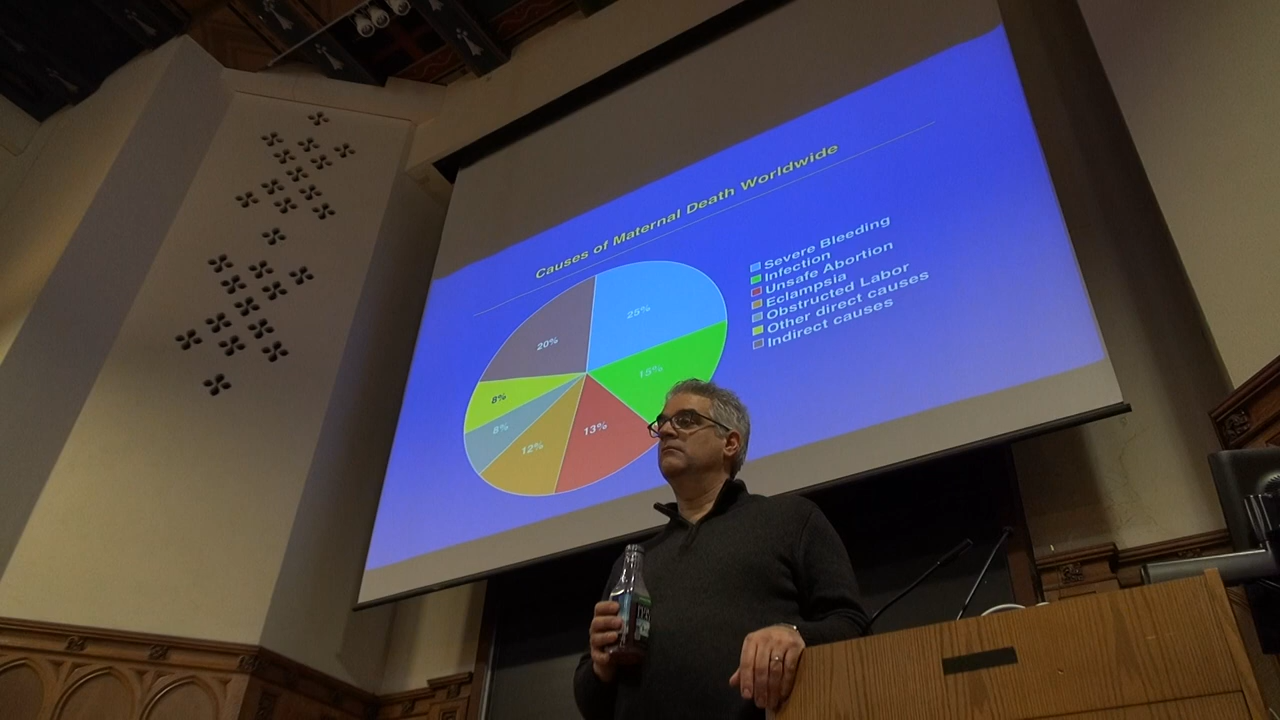 Causes of Maternal Death Worldwide
25%
15%
13%
12%
8%
8%
20%
Severe Bleeding
Infection
Unsafe Abortion
Eclampsia
Obstructed Labor
Other direct causes
Indirect causes